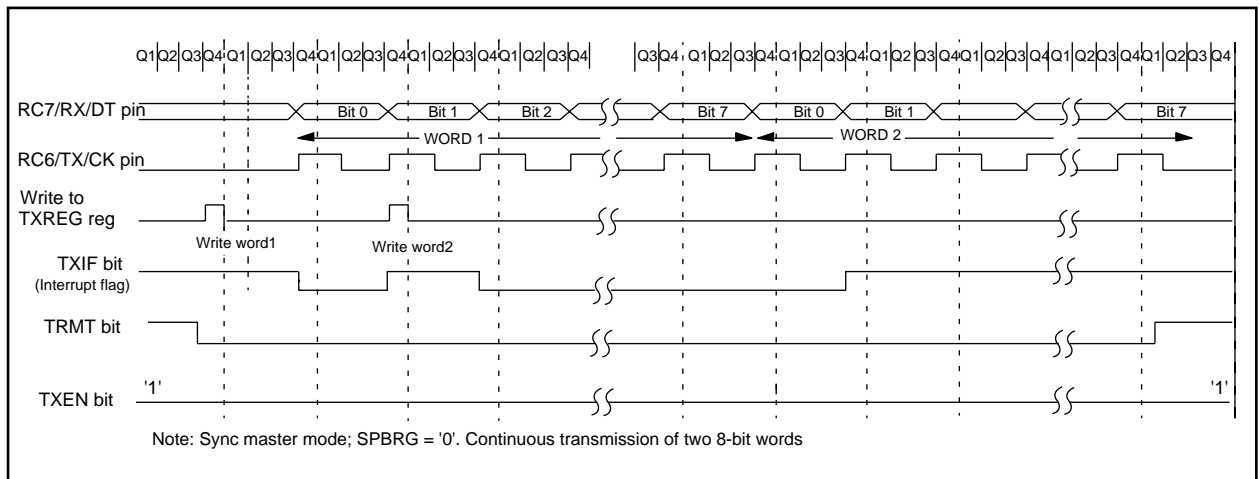 Q1 Q2 Q3 Q4 Q1 Q2 Q3 Q4 Q1 Q2 Q3 Q4 Q1 Q2 Q3 Q4 Q1 Q2 Q3 Q4 Q3 Q4 Q1 Q2 Q3 Q4 Q1 Q2 Q3 Q4 Q1 Q2 Q3 Q4 Q1 Q2 Q3 Q4 Q1 Q2 Q3 Q4 Q1 Q2 Q3 Q4
RC7/RX/DT pin Bit 0 Bit 1 Bit 2 Bit 7 Bit 0 Bit 1 Bit 7
WORD 1 WORD 2
RC6/TX/CK pin
Write to
TXREG reg
Write word1 Write word2
TXIF bit
(Interrupt flag)
TRMT bit
'1' '1'
TXEN bit
Note: Sync master mode; SPBRG = '0'. Continuous transmission of two 8-bit words